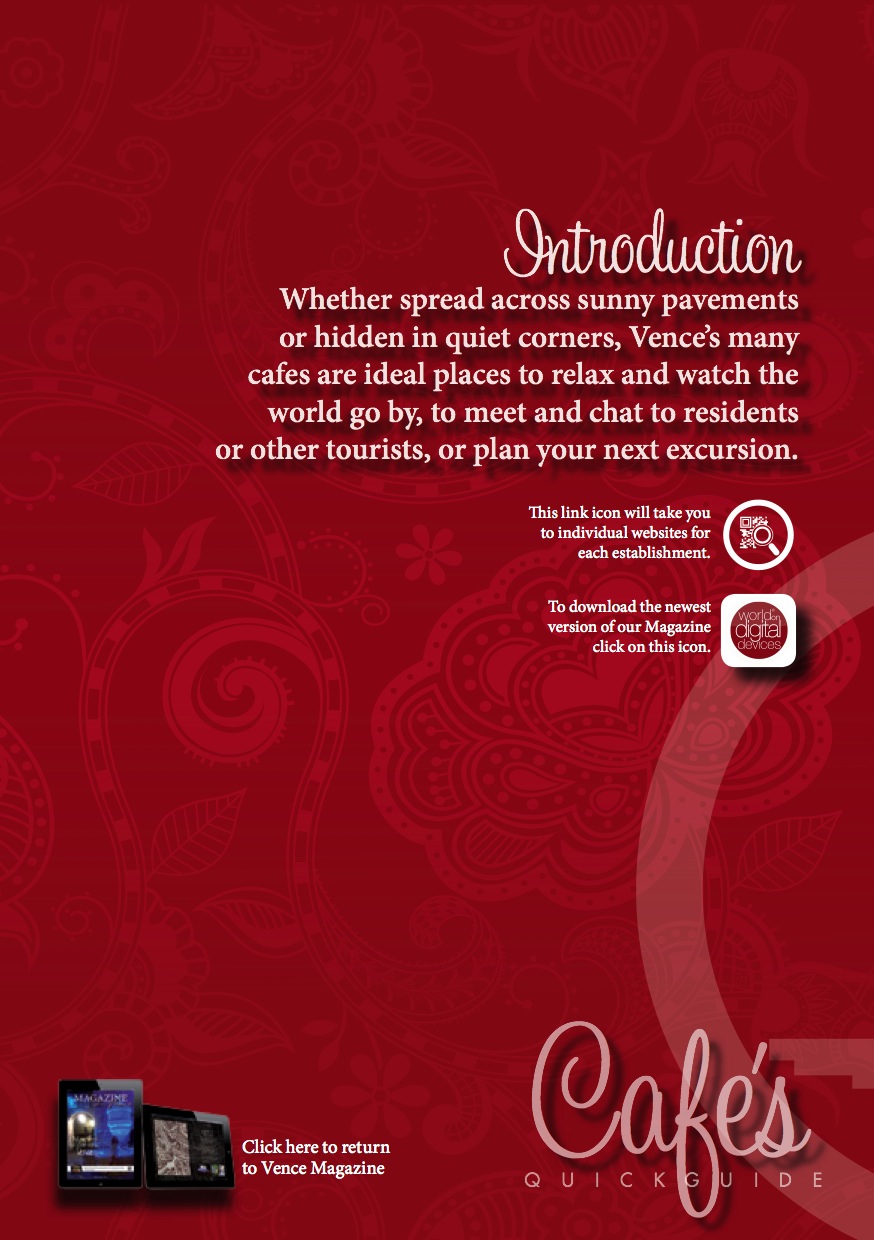 Introduction
Whether spread across sunny pavements
or hidden in quiet corners, Vence’s many
cafes are ideal places to relax and watch the
world go by, to meet and chat to residents
or other tourists, or plan your next excursion.
This link icon will take you
to individual websites for
each establishment.
To download the newest
version of our Magazine
click on this icon.
world on
digital
devices
MAGAZINE
Click here to return
to Vence Magazine
Cafe's
QUICKGUIDE